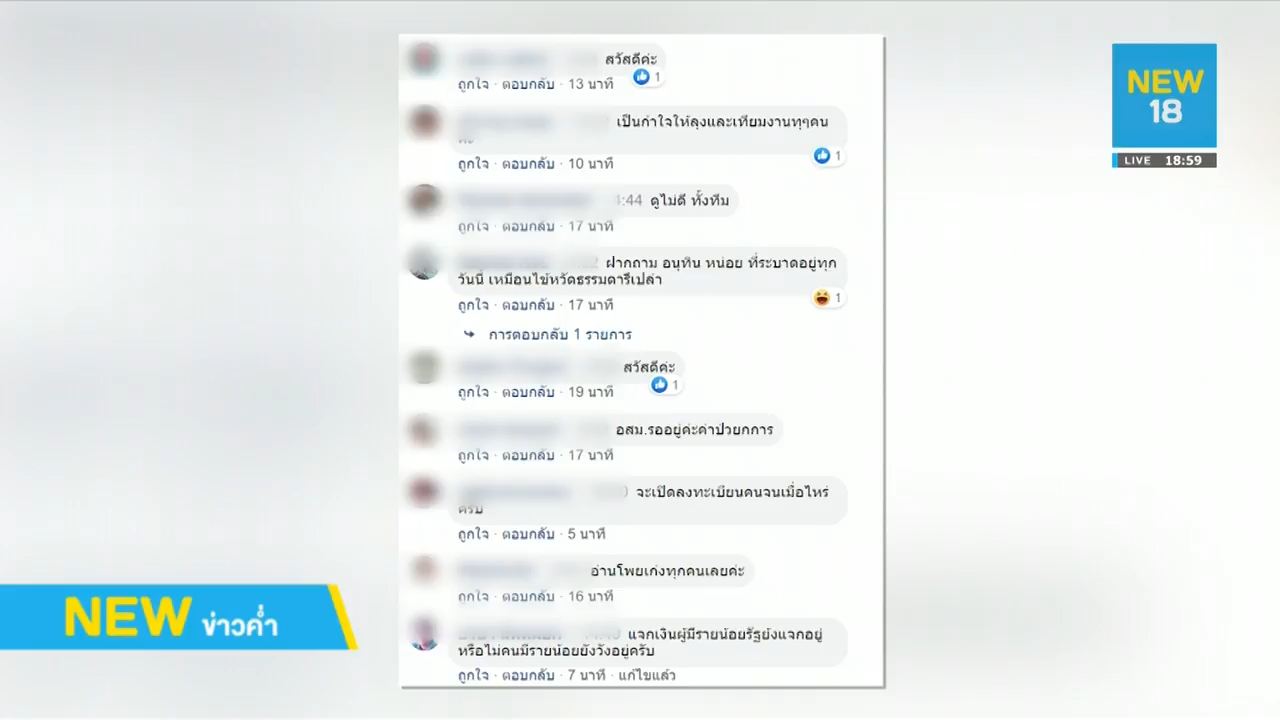 สวัสดีค่ะ
1
ถูกใจ · ตอบกลับ · 13 นาที
NEW
18
LIVE 18:59
เป็นกำใจให้ลุงและเทียมงานทุๆคน
ค่ะ
ถูกใจ · ตอบกลับ · 10 นาที
1
:44 ดูไม่ดี ทั้งทีม
ถูกใจ · ตอบกลับ · 17 นาที
ฝากถาม อนุทิน หน่อย ที่ระบาดอยู่ทุก
วันนี้ เหมือนไข้หวัดธรรมดารึเปล่า
ถูกใจ · ตอบกลับ · 17 นาที
1
การตอบกลับ 1 รายการ
สวัสดีค่ะ
1
ถูกใจ · ตอบกลับ · 19 นาที
อสม.รออยู่ค่ะค่าป่วยกการ
ถูกใจ · ตอบกลับ · 17 นาที
จะเปิดลงทะเบียนคนจนเมื่อไหร่
ครับ
ถูกใจ · ตอบกลับ · 5 นาที
อ่านโพยเก่งทุกคนเลยค่ะ
ถูกใจ · ตอบกลับ · 16 นาที
แจกเงินผู้มีรายน้อยรัฐยังแจกอยู่
หรือไม่คนมีรายน้อยยังวังอยู่ครับ
ถูกใจ · ตอบกลับ · 7 นาที · แก้ไขแล้ว
NEW ข่าวค่ำ